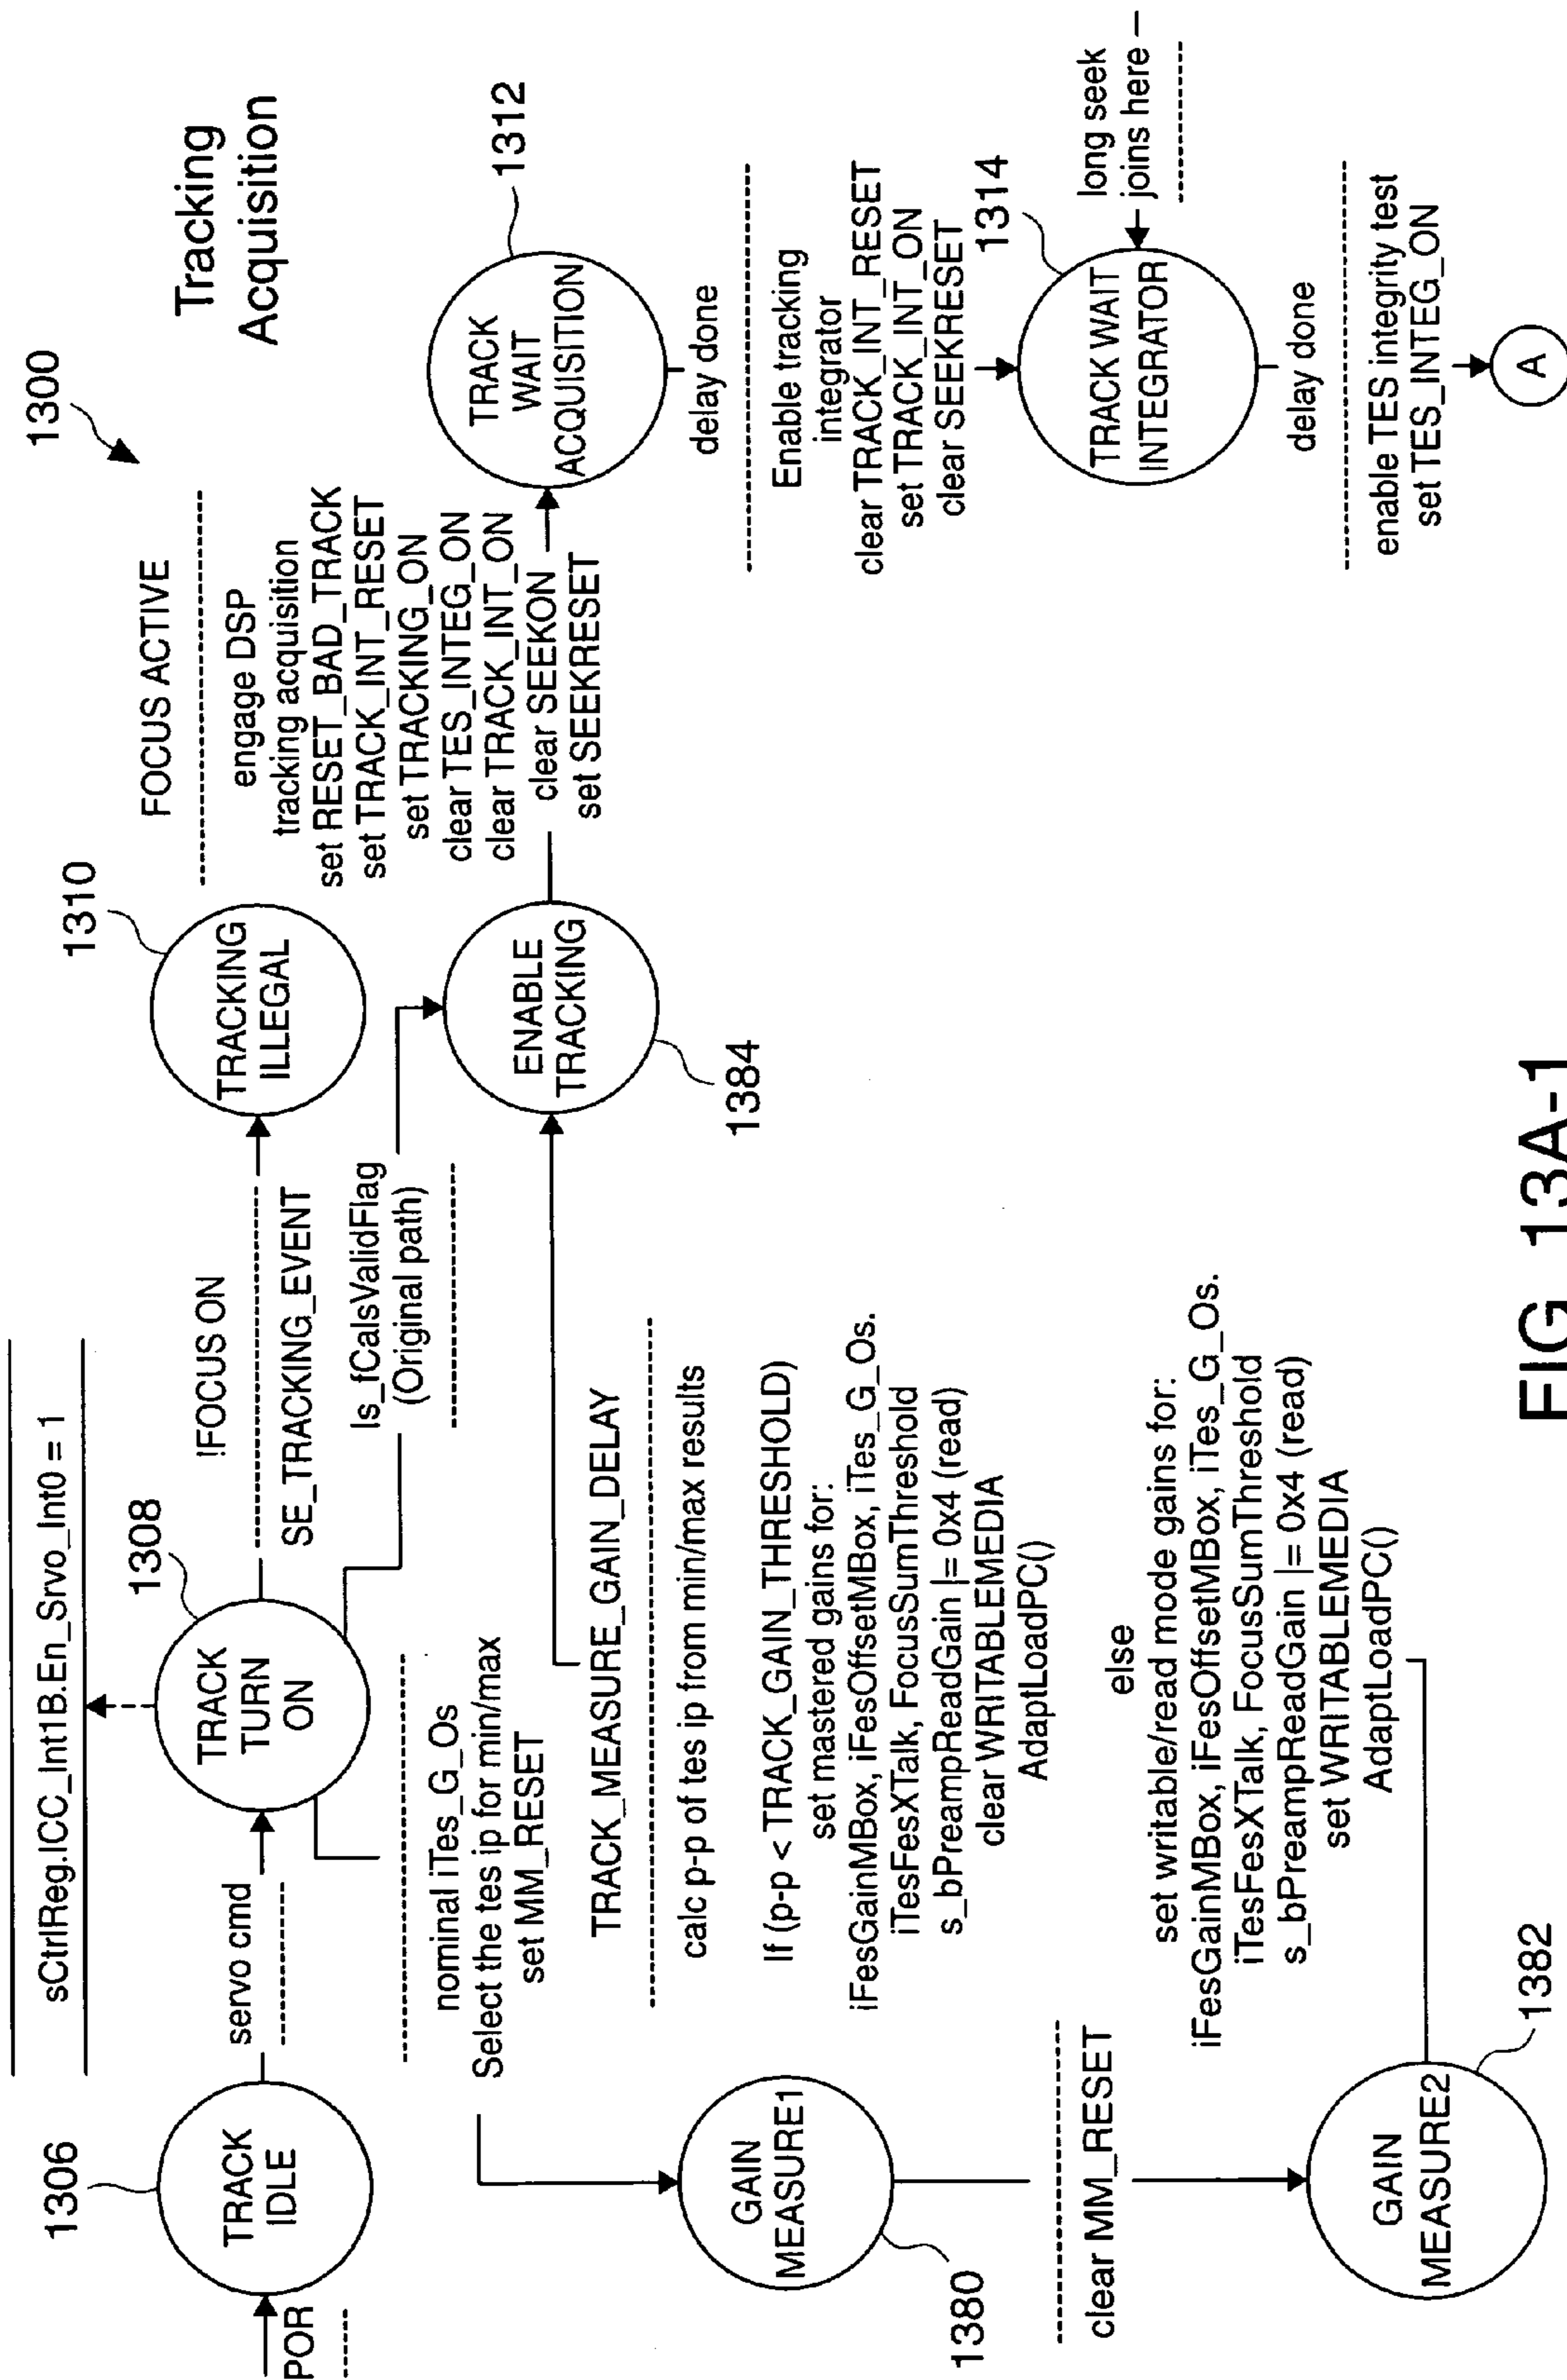 1300
Tracking
Acquisition
sCtrlReg.ICC_Int1B.En_Srvo_Int0 = 1
POR
1306
TRACK
IDLE
servo cmd
1308
TRACK
TURN
ON
!FOCUS ON
SE_TRACKING_EVENT
1310
TRACKING
ILLEGAL
Is_fCalsValidFlag
(Original path)
nominal iTes_G_Os
Select the tes ip for min/max
set MM_RESET
1380
GAIN
MEASURE1
clear MM_RESET
1382
GAIN
MEASURE2
TRACK_MEASURE_GAIN_DELAY
calc p-p of tes ip from min/max results
If (p-p < TRACK_GAIN_THRESHOLD)
set mastered gains for:
iFesGainMBox, iFesOffsetMBox, iTes_G_Os.
iTesFesXTalk, FocusSumThreshold
s_bPreampReadGain |= 0x4 (read)
clear WRITABLEMEDIA
AdaptLoadPC()
else
set writable/read mode gains for:
iFesGainMBox, iFesOffsetMBox, iTes_G_Os.
iTesFesXTalk, FocusSumThreshold
s_bPreampReadGain |= 0x4 (read)
set WRITABLEMEDIA
AdaptLoadPC()
1384
ENABLE
TRACKING
FOCUS ACTIVE
engage DSP
tracking acquisition
set RESET_BAD_TRACK
set TRACK_INT_RESET
set TRACKING_ON
clear TES_INTEG_ON
clear TRACK_INT_ON
clear SEEKON
set SEEKRESET
1312
TRACK
WAIT
ACQUISITION
delay done
Enable tracking
integrator
clear TRACK_INT_RESET
set TRACK_INT_ON
clear SEEKRESET
1314
TRACK WAIT
INTEGRATOR
long seek
joins here –
delay done
enable TES integrity test
set TES_INTEG_ON
A
FIG 13A-1